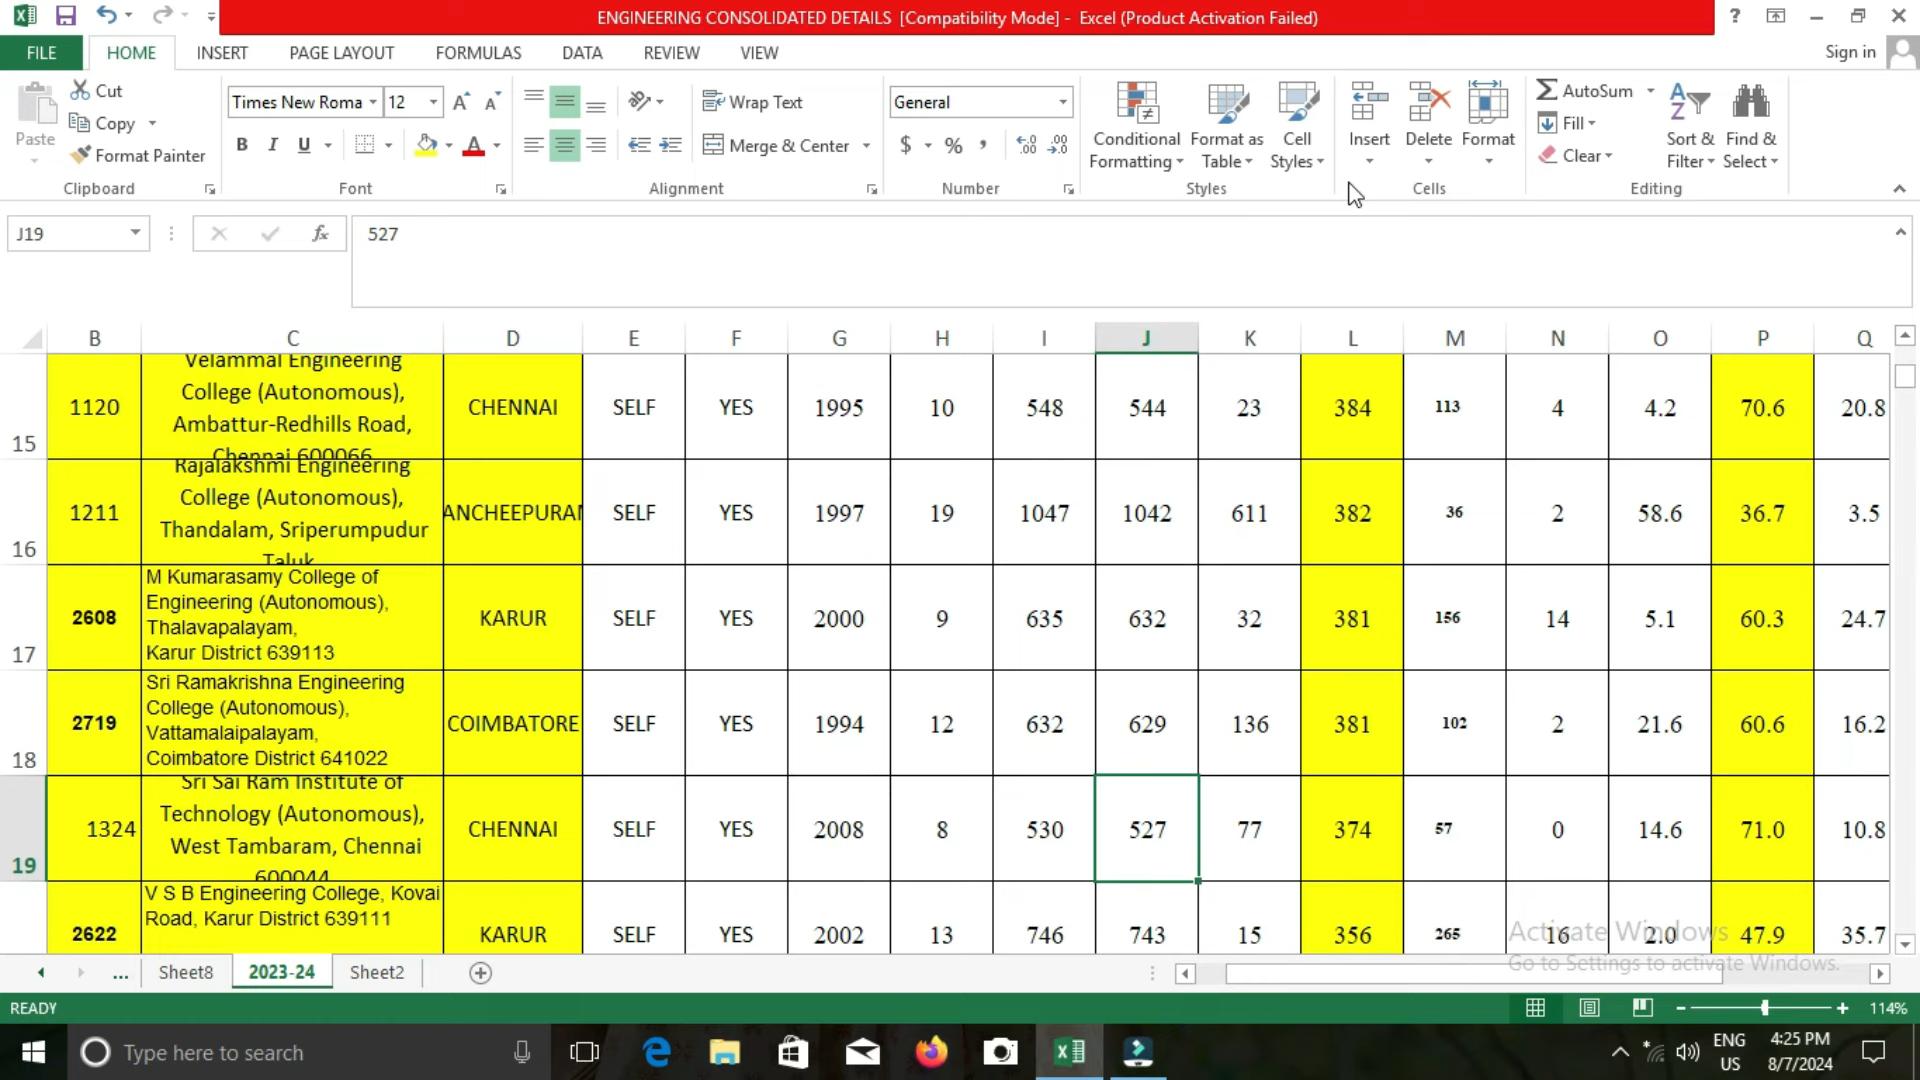 ENGINEERING CONSOLIDATED DETAILS [Compatibility Mode] - Excel (Product Activation Failed)
?
FILE HOME INSERT PAGE LAYOUT FORMULAS DATA REVIEW VIEW Sign in
Paste
Cut
Copy
Format Painter
Clipboard
Times New Roma 12
B I U
Font
Wrap Text
Merge & Center
Alignment
General
$ % ,
Number
Conditional Formatting
Format as Table
Cell Styles
Styles
Insert Delete Format
Cells
AutoSum
Fill
Clear
Sort & Filter
Find & Select
Editing
J19 fx 527
B C D E F G H I J K L M N O P Q
15 1120 Velammal Engineering
College (Autonomous),
Ambattur-Redhills Road,
Chennai 600066
CHENNAI SELF YES 1995 10 548 544 23 384 113 4 4.2 70.6 20.8
16 1211 Rajalakshmi Engineering
College (Autonomous),
Thandalam, Sriperumpudur
Taluk
ANCHEEPURAM SELF YES 1997 19 1047 1042 611 382 36 2 58.6 36.7 3.5
17 2608 M Kumarasamy College of
Engineering (Autonomous),
Thalavapalayam,
Karur District 639113
KARUR SELF YES 2000 9 635 632 32 381 156 14 5.1 60.3 24.7
18 2719 Sri Ramakrishna Engineering
College (Autonomous),
Vattamalaipalayam,
Coimbatore District 641022
COIMBATORE SELF YES 1994 12 632 629 136 381 102 2 21.6 60.6 16.2
19 1324 Sri Sai Ram Institute of
Technology (Autonomous),
West Tambaram, Chennai
600044
CHENNAI SELF YES 2008 8 530 527 77 374 57 0 14.6 71.0 10.8
2622 V S B Engineering College, Kovai
Road, Karur District 639111
KARUR SELF YES 2002 13 746 743 15 356 265 16 2.0 47.9 35.7
Activate Windows
Go to Settings to activate Windows.
... Sheet8 2023-24 Sheet2
READY 114%
Type here to search
ENG
US
4:25 PM
8/7/2024